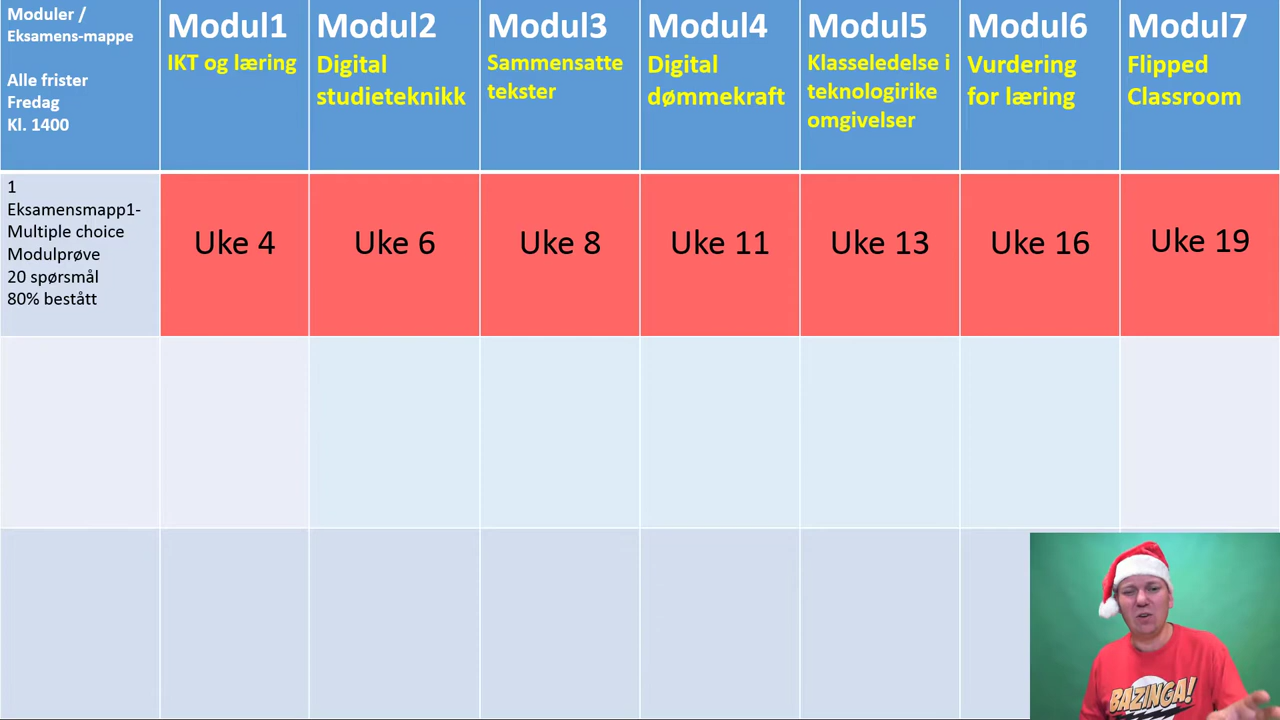 Moduler /
Eksamens-mappe
Alle frister
Fredag
Kl. 1400
Modul1
IKT og læring
Modul2
Digital
studieteknikk
Modul3
Sammensatte
tekster
Modul4
Digital
dømmekraft
Modul5
Klasseledelse i
teknologirike
omgivelser
Modul6
Vurdering
for læring
Modul7
Flipped
Classroom
1
Eksamensmapp1-
Multiple choice
Modulprøve
20 spørsmål
80% bestått
Uke 4
Uke 6
Uke 8
Uke 11
Uke 13
Uke 16
Uke 19
BAZINGA!